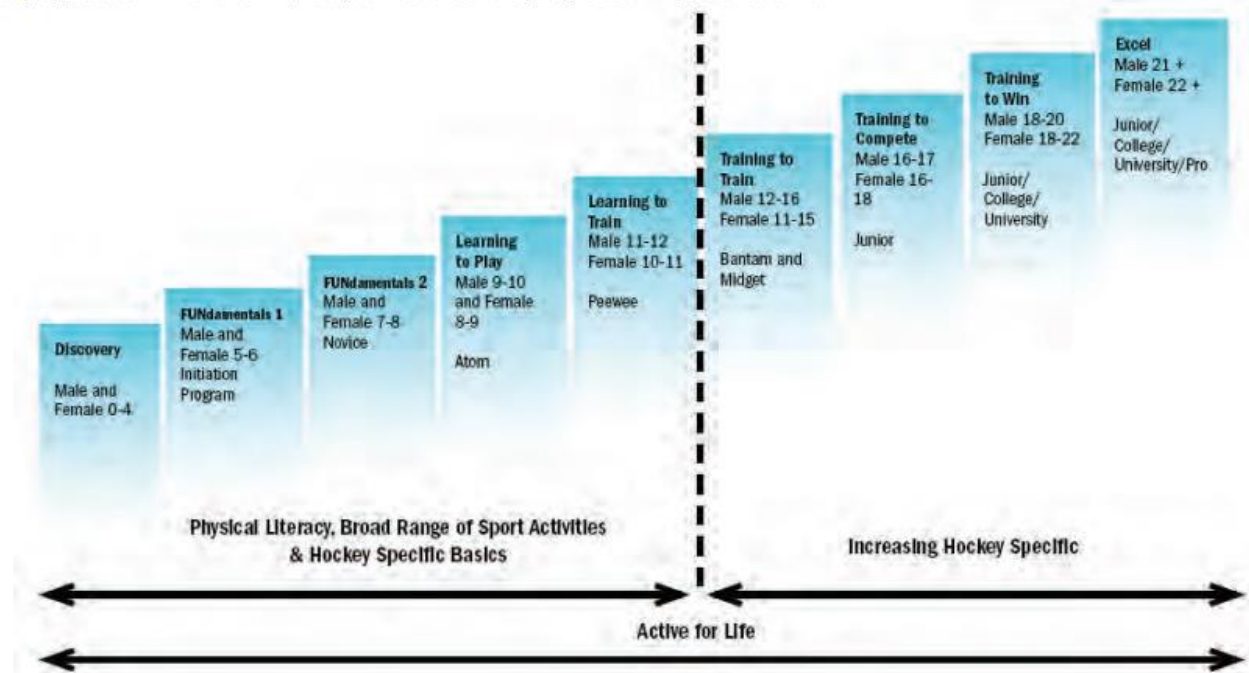 Discovery
Male and
Female 0-4
FUNdamentals 1
Male and
Female 5-6
Initiation
Program
FUNdamentals 2
Male and
Female 7-8
Novice
Learning
to Play
Male 9-10
and Female
8-9
Atom
Learning to
Train
Male 11-12
Female 10-11
Peewee
Training to
Train
Male 12-16
Female 11-15
Bantam and
Midget
Training to
Compete
Male 16-17
Female 16-
18
Junior
Training
to Win
Male 18-20
Female 18-22
Junior/
College/
University
Excel
Male 21 +
Female 22 +
Junior/
College/
University/Pro
Physical Literacy, Broad Range of Sport Activities
& Hockey Specific Basics
Increasing Hockey Specific
Active for Life